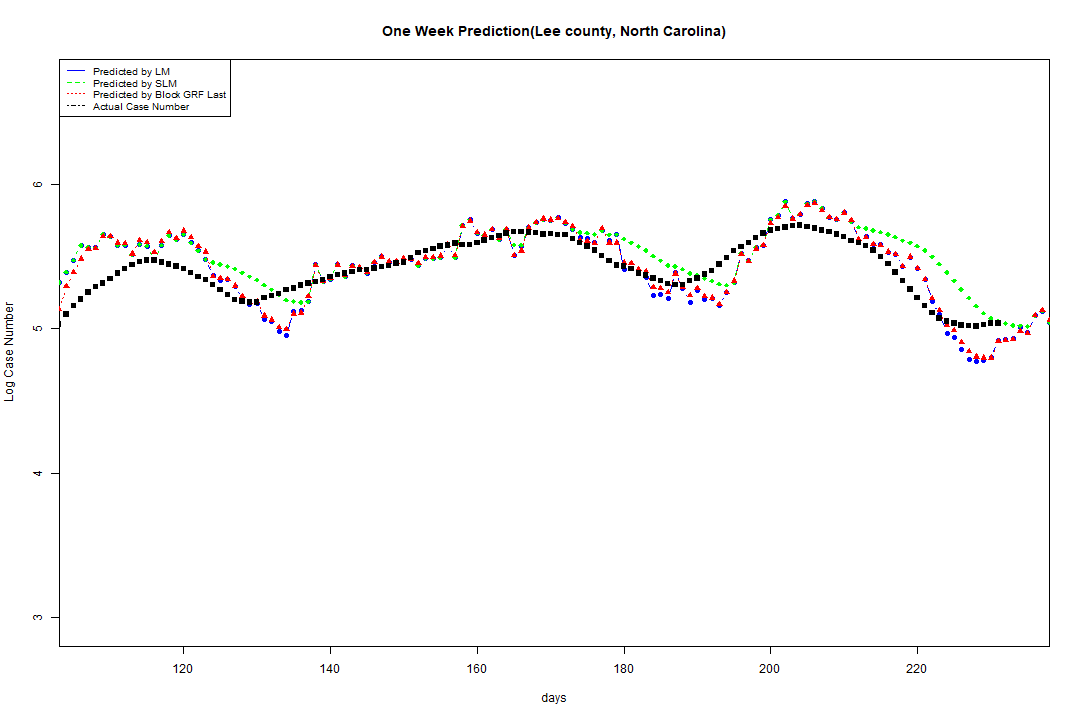 One Week Prediction(Lee county, North Carolina)
Predicted by LM
Predicted by SLM
Predicted by Block GRF Last
Actual Case Number
6
5
4
3
Log Case Number
120 140 160 180 200 220
days